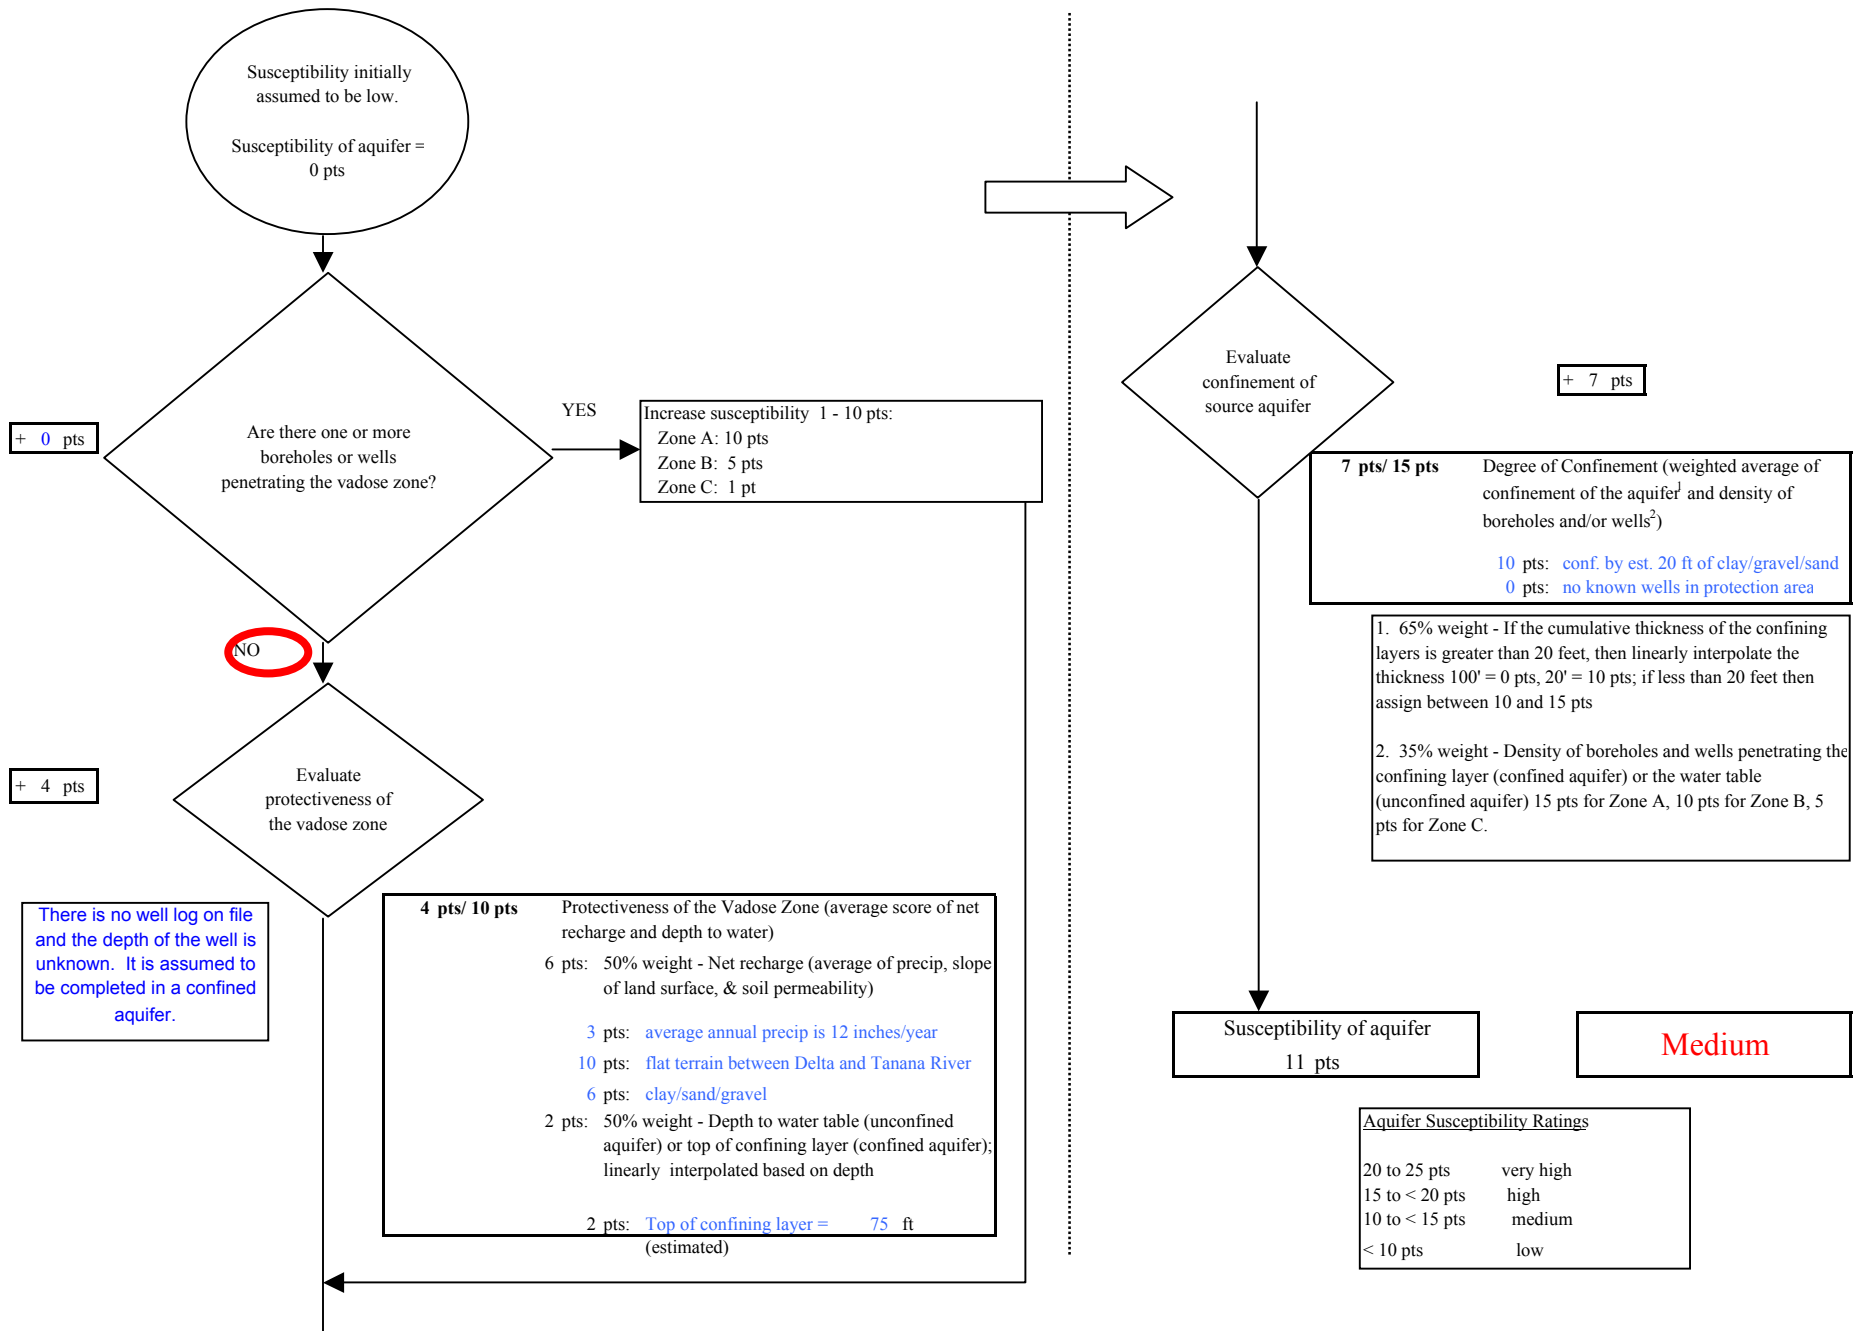 Susceptibility initially
assumed to be low.
Susceptibility of aquifer =
0 pts
+ 0 pts
Are there one or more
boreholes or wells
penetrating the vadose zone?
YES
Increase susceptibility 1 - 10 pts:
Zone A: 10 pts
Zone B: 5 pts
Zone C: 1 pt
NO
+ 4 pts
Evaluate
protectiveness of
the vadose zone
There is no well log on file
and the depth of the well is
unknown. It is assumed to
be completed in a confined
aquifer.
4 pts/ 10 pts Protectiveness of the Vadose Zone (average score of net
recharge and depth to water)
6 pts: 50% weight - Net recharge (average of precip, slope
of land surface, & soil permeability)
3 pts: average annual precip is 12 inches/year
10 pts: flat terrain between Delta and Tanana River
6 pts: clay/sand/gravel
2 pts: 50% weight - Depth to water table (unconfined
aquifer) or top of confining layer (confined aquifer);
linearly interpolated based on depth
2 pts: Top of confining layer = 75 ft
(estimated)
Evaluate
confinement of
source aquifer
+ 7 pts
7 pts/ 15 pts Degree of Confinement (weighted average of
confinement of the aquifer1 and density of
boreholes and/or wells2)
10 pts: conf. by est. 20 ft of clay/gravel/sand
0 pts: no known wells in protection area
1. 65% weight - If the cumulative thickness of the confining
layers is greater than 20 feet, then linearly interpolate the
thickness 100' = 0 pts, 20' = 10 pts; if less than 20 feet then
assign between 10 and 15 pts
2. 35% weight - Density of boreholes and wells penetrating the
confining layer (confined aquifer) or the water table
(unconfined aquifer) 15 pts for Zone A, 10 pts for Zone B, 5
pts for Zone C.
Susceptibility of aquifer
11 pts
Medium
Aquifer Susceptibility Ratings
20 to 25 pts very high
15 to < 20 pts high
10 to < 15 pts medium
< 10 pts low